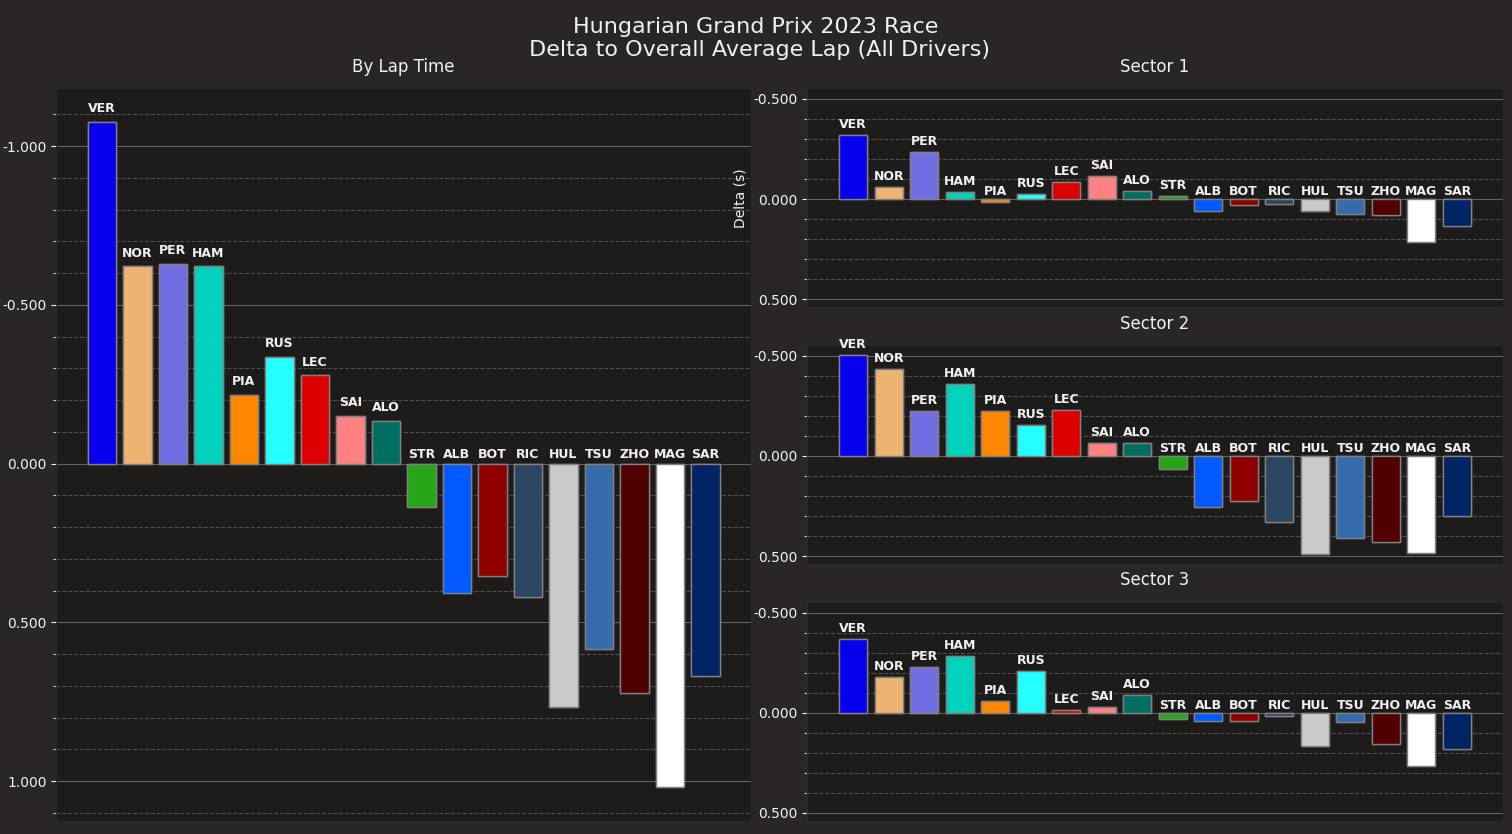 Hungarian Grand Prix 2023 Race
Delta to Overall Average Lap (All Drivers)
By Lap Time
-1.000
-0.500
0.000
0.500
1.000
VER
NOR
PER
HAM
PIA
RUS
LEC
SAI
ALO
STR
ALB
BOT
RIC
HUL
TSU
ZHO
MAG
SAR
Delta (s)
Sector 1
-0.500
0.000
0.500
VER
NOR
PER
HAM
PIA
RUS
LEC
SAI
ALO
STR
ALB
BOT
RIC
HUL
TSU
ZHO
MAG
SAR
Sector 2
-0.500
0.000
0.500
VER
NOR
PER
HAM
PIA
RUS
LEC
SAI
ALO
STR
ALB
BOT
RIC
HUL
TSU
ZHO
MAG
SAR
Sector 3
-0.500
0.000
0.500
VER
NOR
PER
HAM
PIA
RUS
LEC
SAI
ALO
STR
ALB
BOT
RIC
HUL
TSU
ZHO
MAG
SAR